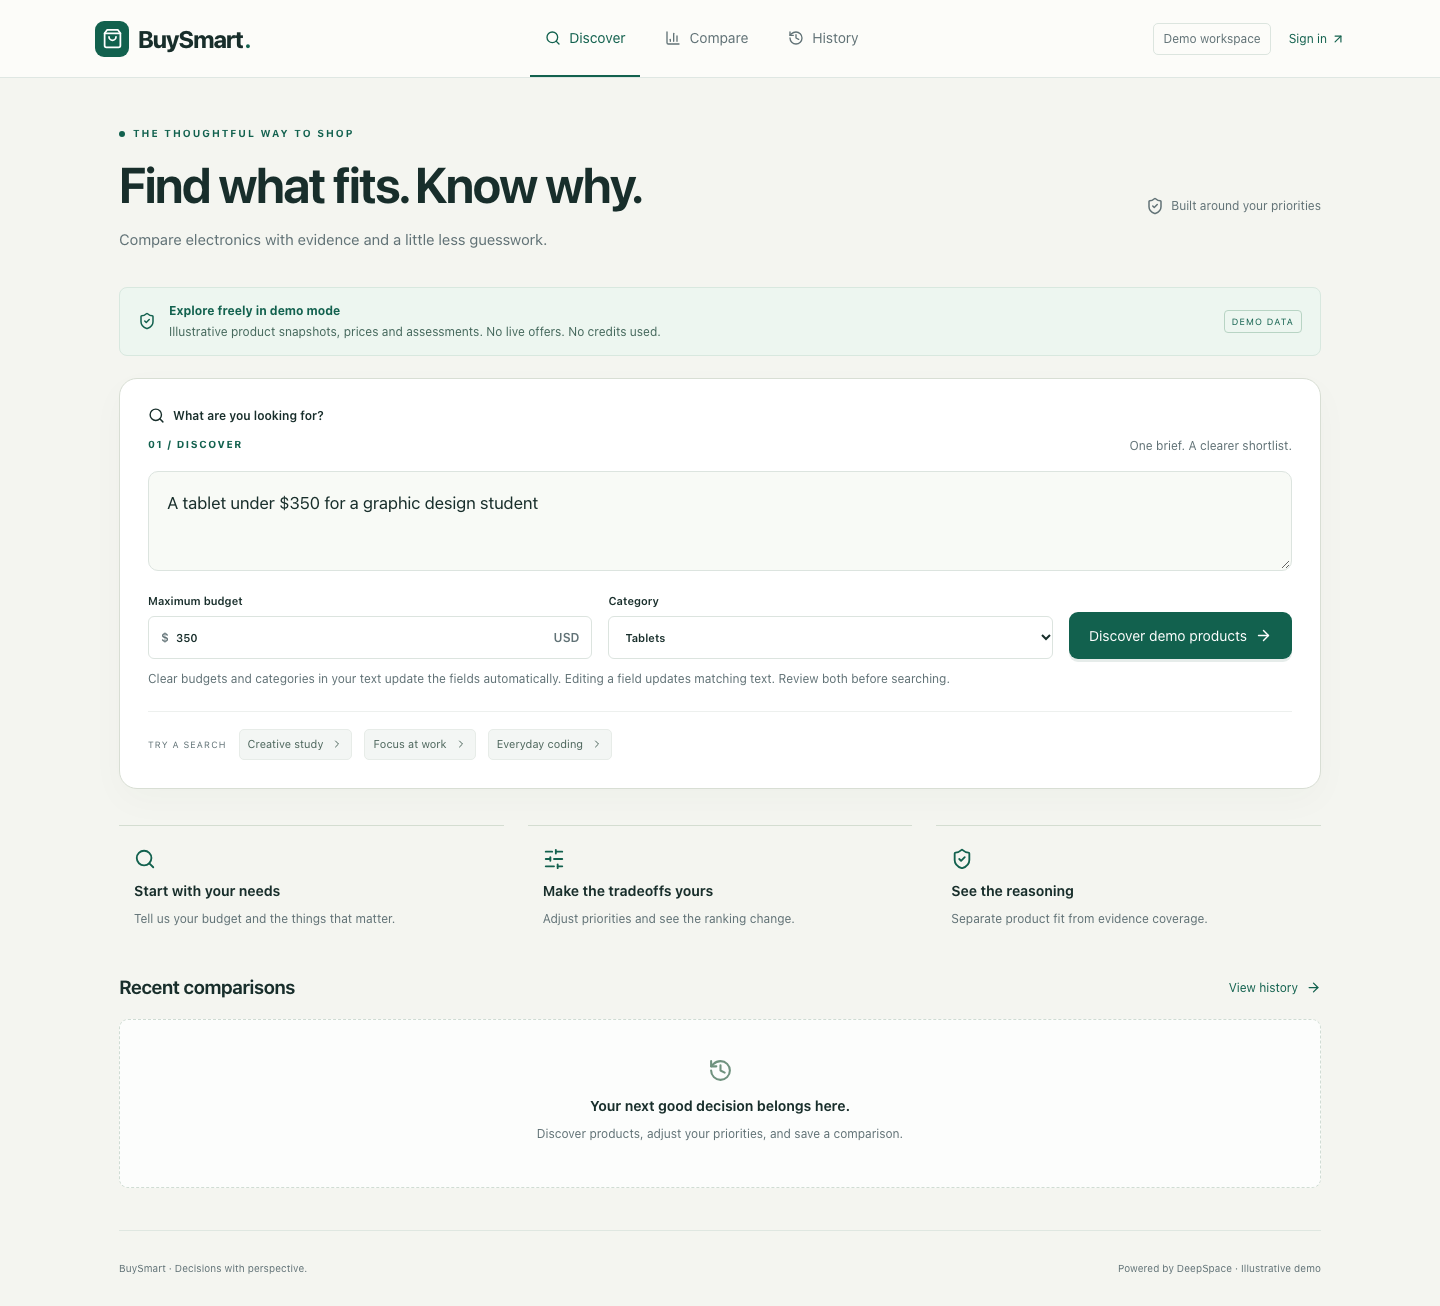 BuySmart.
Discover
Compare
History
Demo workspace
Sign in
THE THOUGHTFUL WAY TO SHOP
Find what fits. Know why.
Built around your priorities
Compare electronics with evidence and a little less guesswork.
Explore freely in demo mode
Illustrative product snapshots, prices and assessments. No live offers. No credits used.
DEMO DATA
What are you looking for?
01 / DISCOVER
One brief. A clearer shortlist.
A tablet under $350 for a graphic design student
Maximum budget
Category
$ 350 USD
Tablets
Discover demo products
Clear budgets and categories in your text update the fields automatically. Editing a field updates matching text. Review both before searching.
TRY A SEARCH
Creative study
Focus at work
Everyday coding
Start with your needs
Tell us your budget and the things that matter.
Make the tradeoffs yours
Adjust priorities and see the ranking change.
See the reasoning
Separate product fit from evidence coverage.
Recent comparisons
View history
Your next good decision belongs here.
Discover products, adjust your priorities, and save a comparison.
BuySmart · Decisions with perspective.
Powered by DeepSpace · Illustrative demo